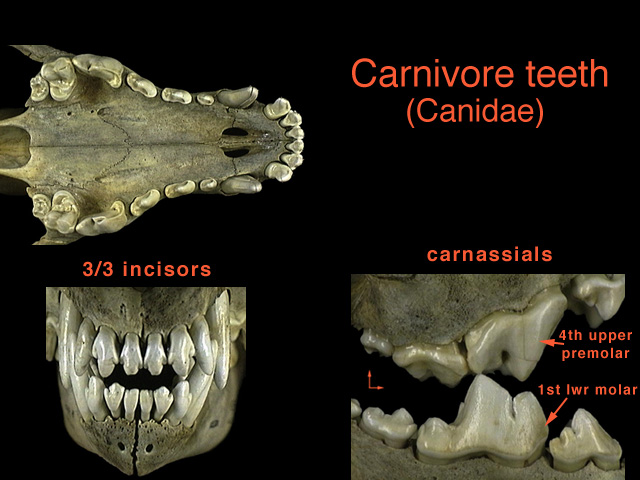 Carnivore teeth
(Canidae)
3/3 incisors
carnassials
4th upper
premolar
1st lwr molar